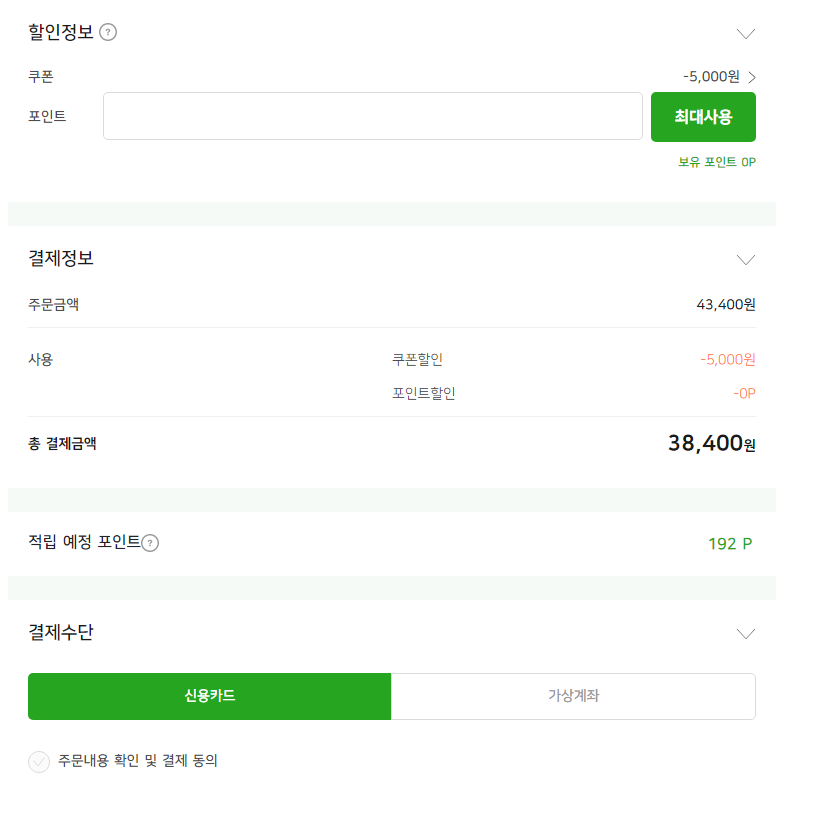 할인정보 ?
쿠폰 -5,000원
포인트 최대사용
보유 포인트 0P
결제정보
주문금액 43,400원
사용 쿠폰할인 -5,000원
포인트할인 -0P
총 결제금액 38,400원
적립 예정 포인트 ? 192 P
결제수단
신용카드 가상계좌
주문내용 확인 및 결제 동의